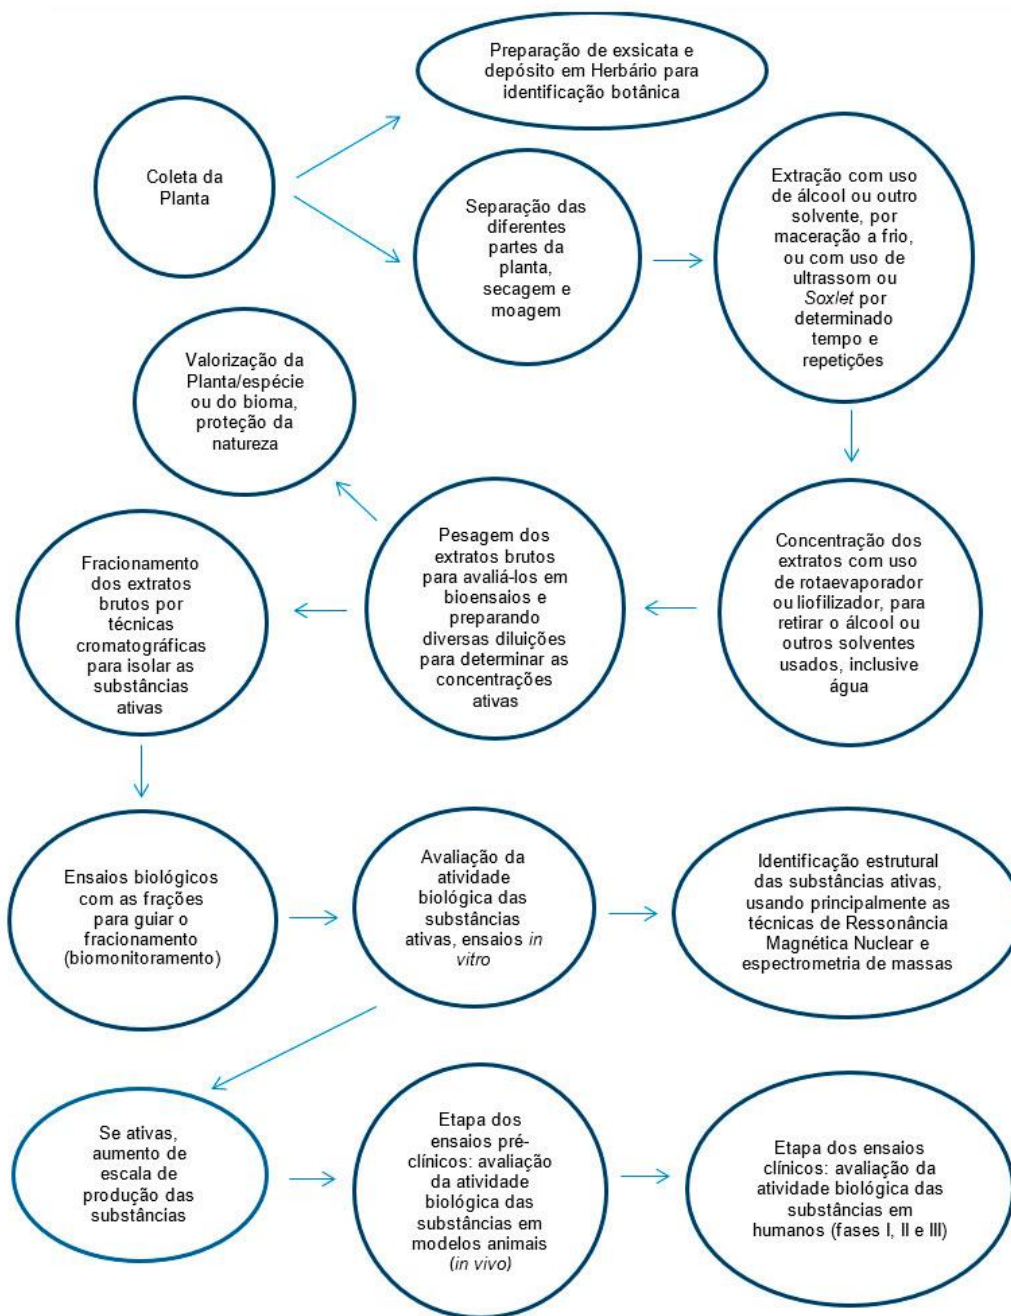 Preparação de exsicata e
depósito em Herbário para
identificação botânica
Coleta da
Planta
Separação das
diferentes
partes da
planta,
secagem e
moagem
Extração com uso
de álcool ou outro
solvente, por
maceração a frio,
ou com uso de
ultrassom ou
Soxlet por
determinado
tempo e
repetições
Valorização da
Planta/espécie
ou do bioma,
proteção da
natureza
Fracionamento
dos extratos
brutos por
técnicas
cromatográficas
para isolar as
substâncias
ativas
Pesagem dos
extratos brutos
para avaliá-los em
bioensaios e
preparando
diversas diluições
para determinar as
concentrações
ativas
Concentração dos
extratos com uso
de rotaevaporador
ou liofilizador, para
retirar o álcool ou
outros solventes
usados, inclusive
água
Ensaios biológicos
com as frações
para guiar o
fracionamento
(biomonitoramento)
Avaliação da
atividade
biológica das
substâncias
ativas, ensaios in
vitro
Identificação estrutural
das substâncias ativas,
usando principalmente as
técnicas de Ressonância
Magnética Nuclear e
espectrometria de massas
Se ativas,
aumento de
escala de
produção das
substâncias
Etapa dos
ensaios pré-
clínicos: avaliação
da atividade
biológica das
substâncias em
modelos animais
(in vivo)
Etapa dos ensaios
clínicos: avaliação da
atividade biológica das
substâncias em
humanos (fases I, II e III)